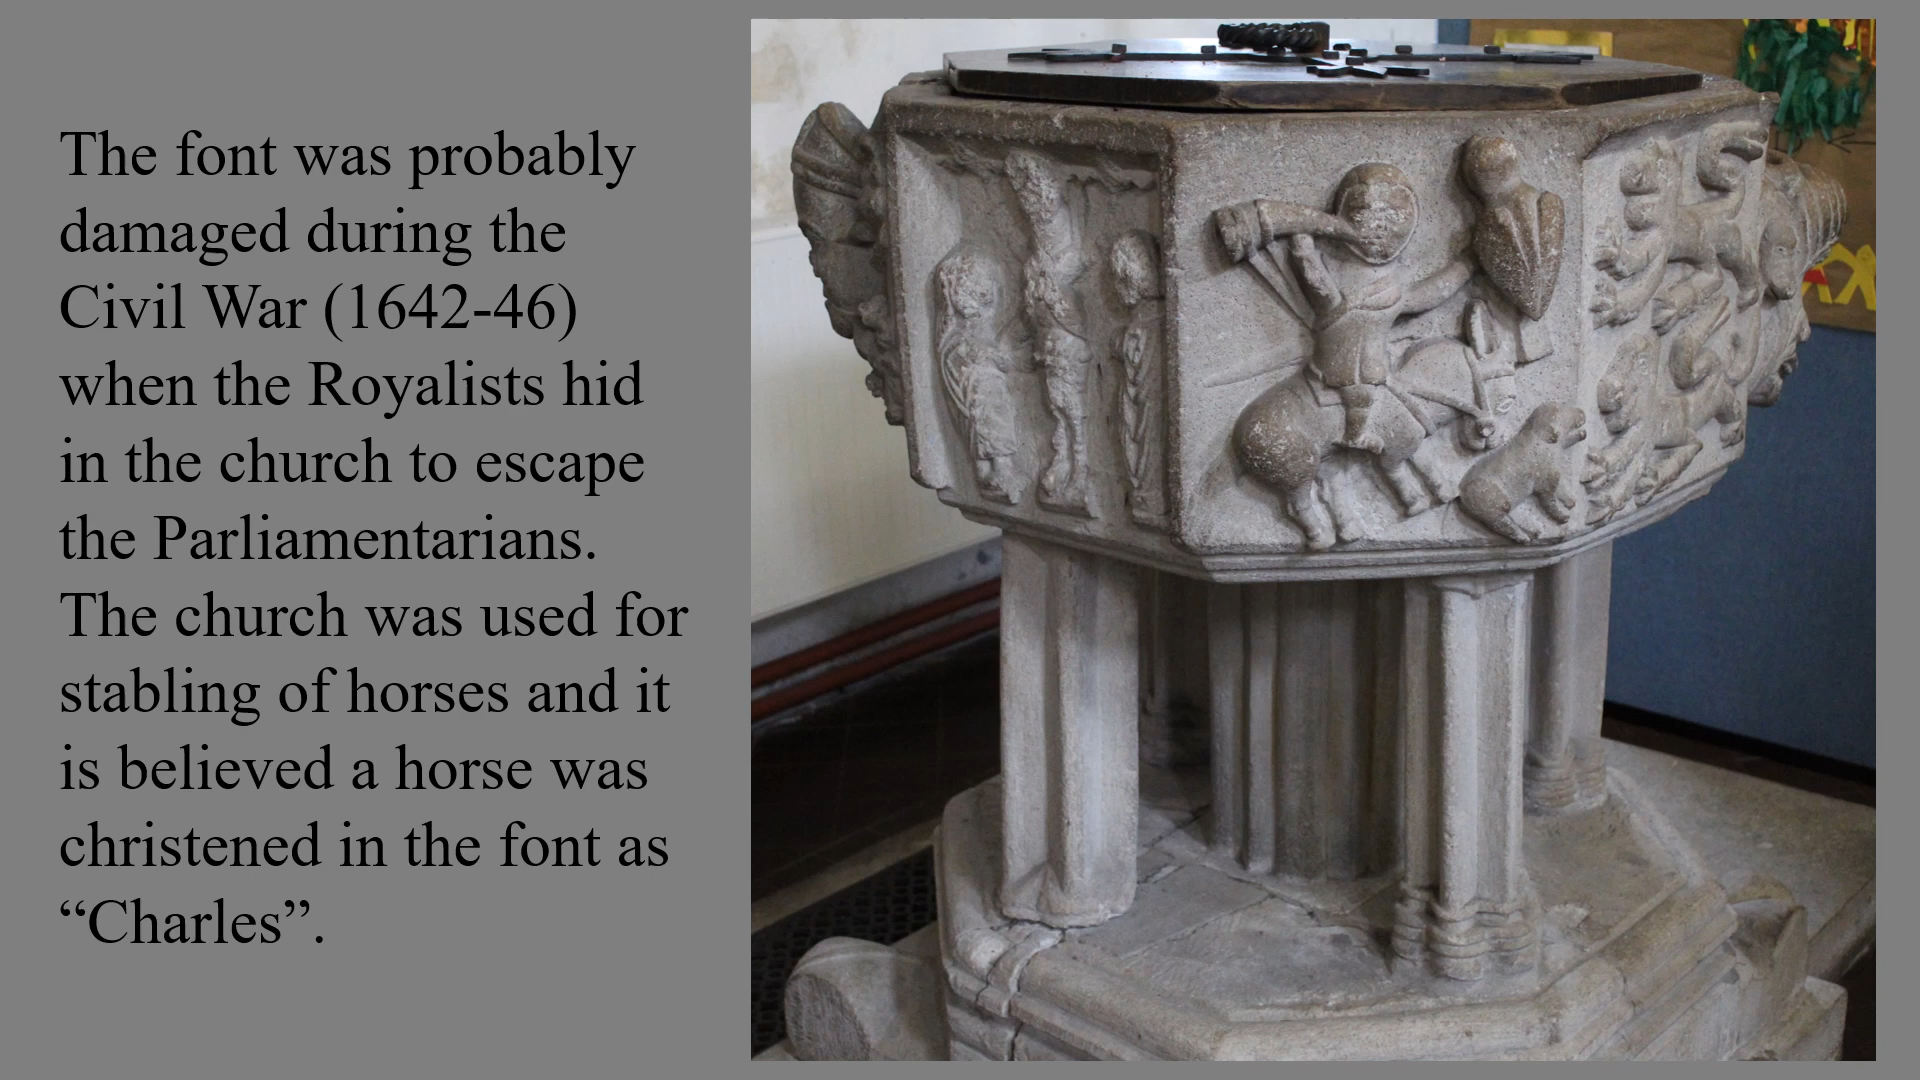 The font was probably
damaged during the
Civil War (1642-46)
when the Royalists hid
in the church to escape
the Parliamentarians.
The church was used for
stabling of horses and it
is believed a horse was
christened in the font as
“Charles”.